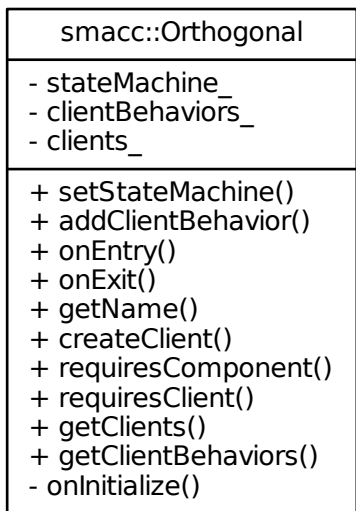 smacc::Orthogonal
- stateMachine_
- clientBehaviors_
- clients_
+ setStateMachine()
+ addClientBehavior()
+ onEntry()
+ onExit()
+ getName()
+ createClient()
+ requiresComponent()
+ requiresClient()
+ getClients()
+ getClientBehaviors()
- onInitialize()